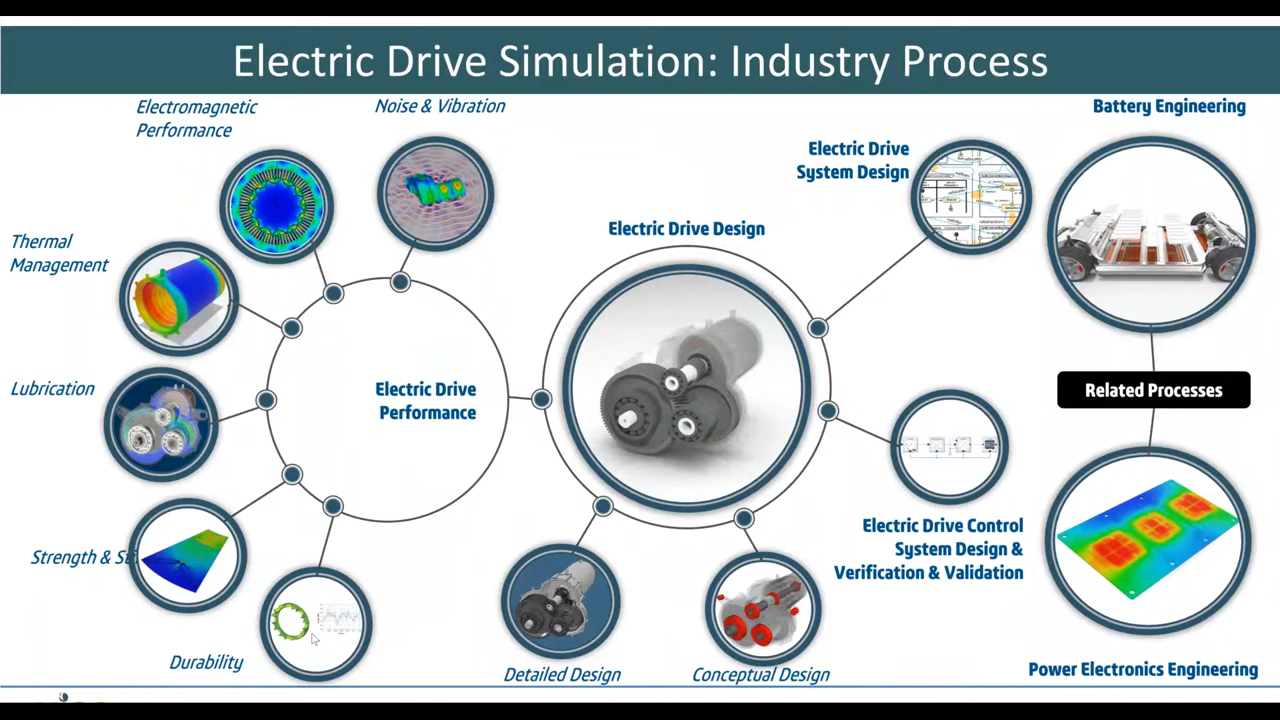 Electric Drive Simulation: Industry Process
Electromagnetic
Performance
Noise & Vibration
Battery Engineering
Electric Drive
System Design
Electric Drive Design
Thermal
Management
Lubrication
Electric Drive
Performance
Related Processes
Electric Drive Control
System Design &
Verification & Validation
Strength &
Durability
Detailed Design
Conceptual Design
Power Electronics Engineering